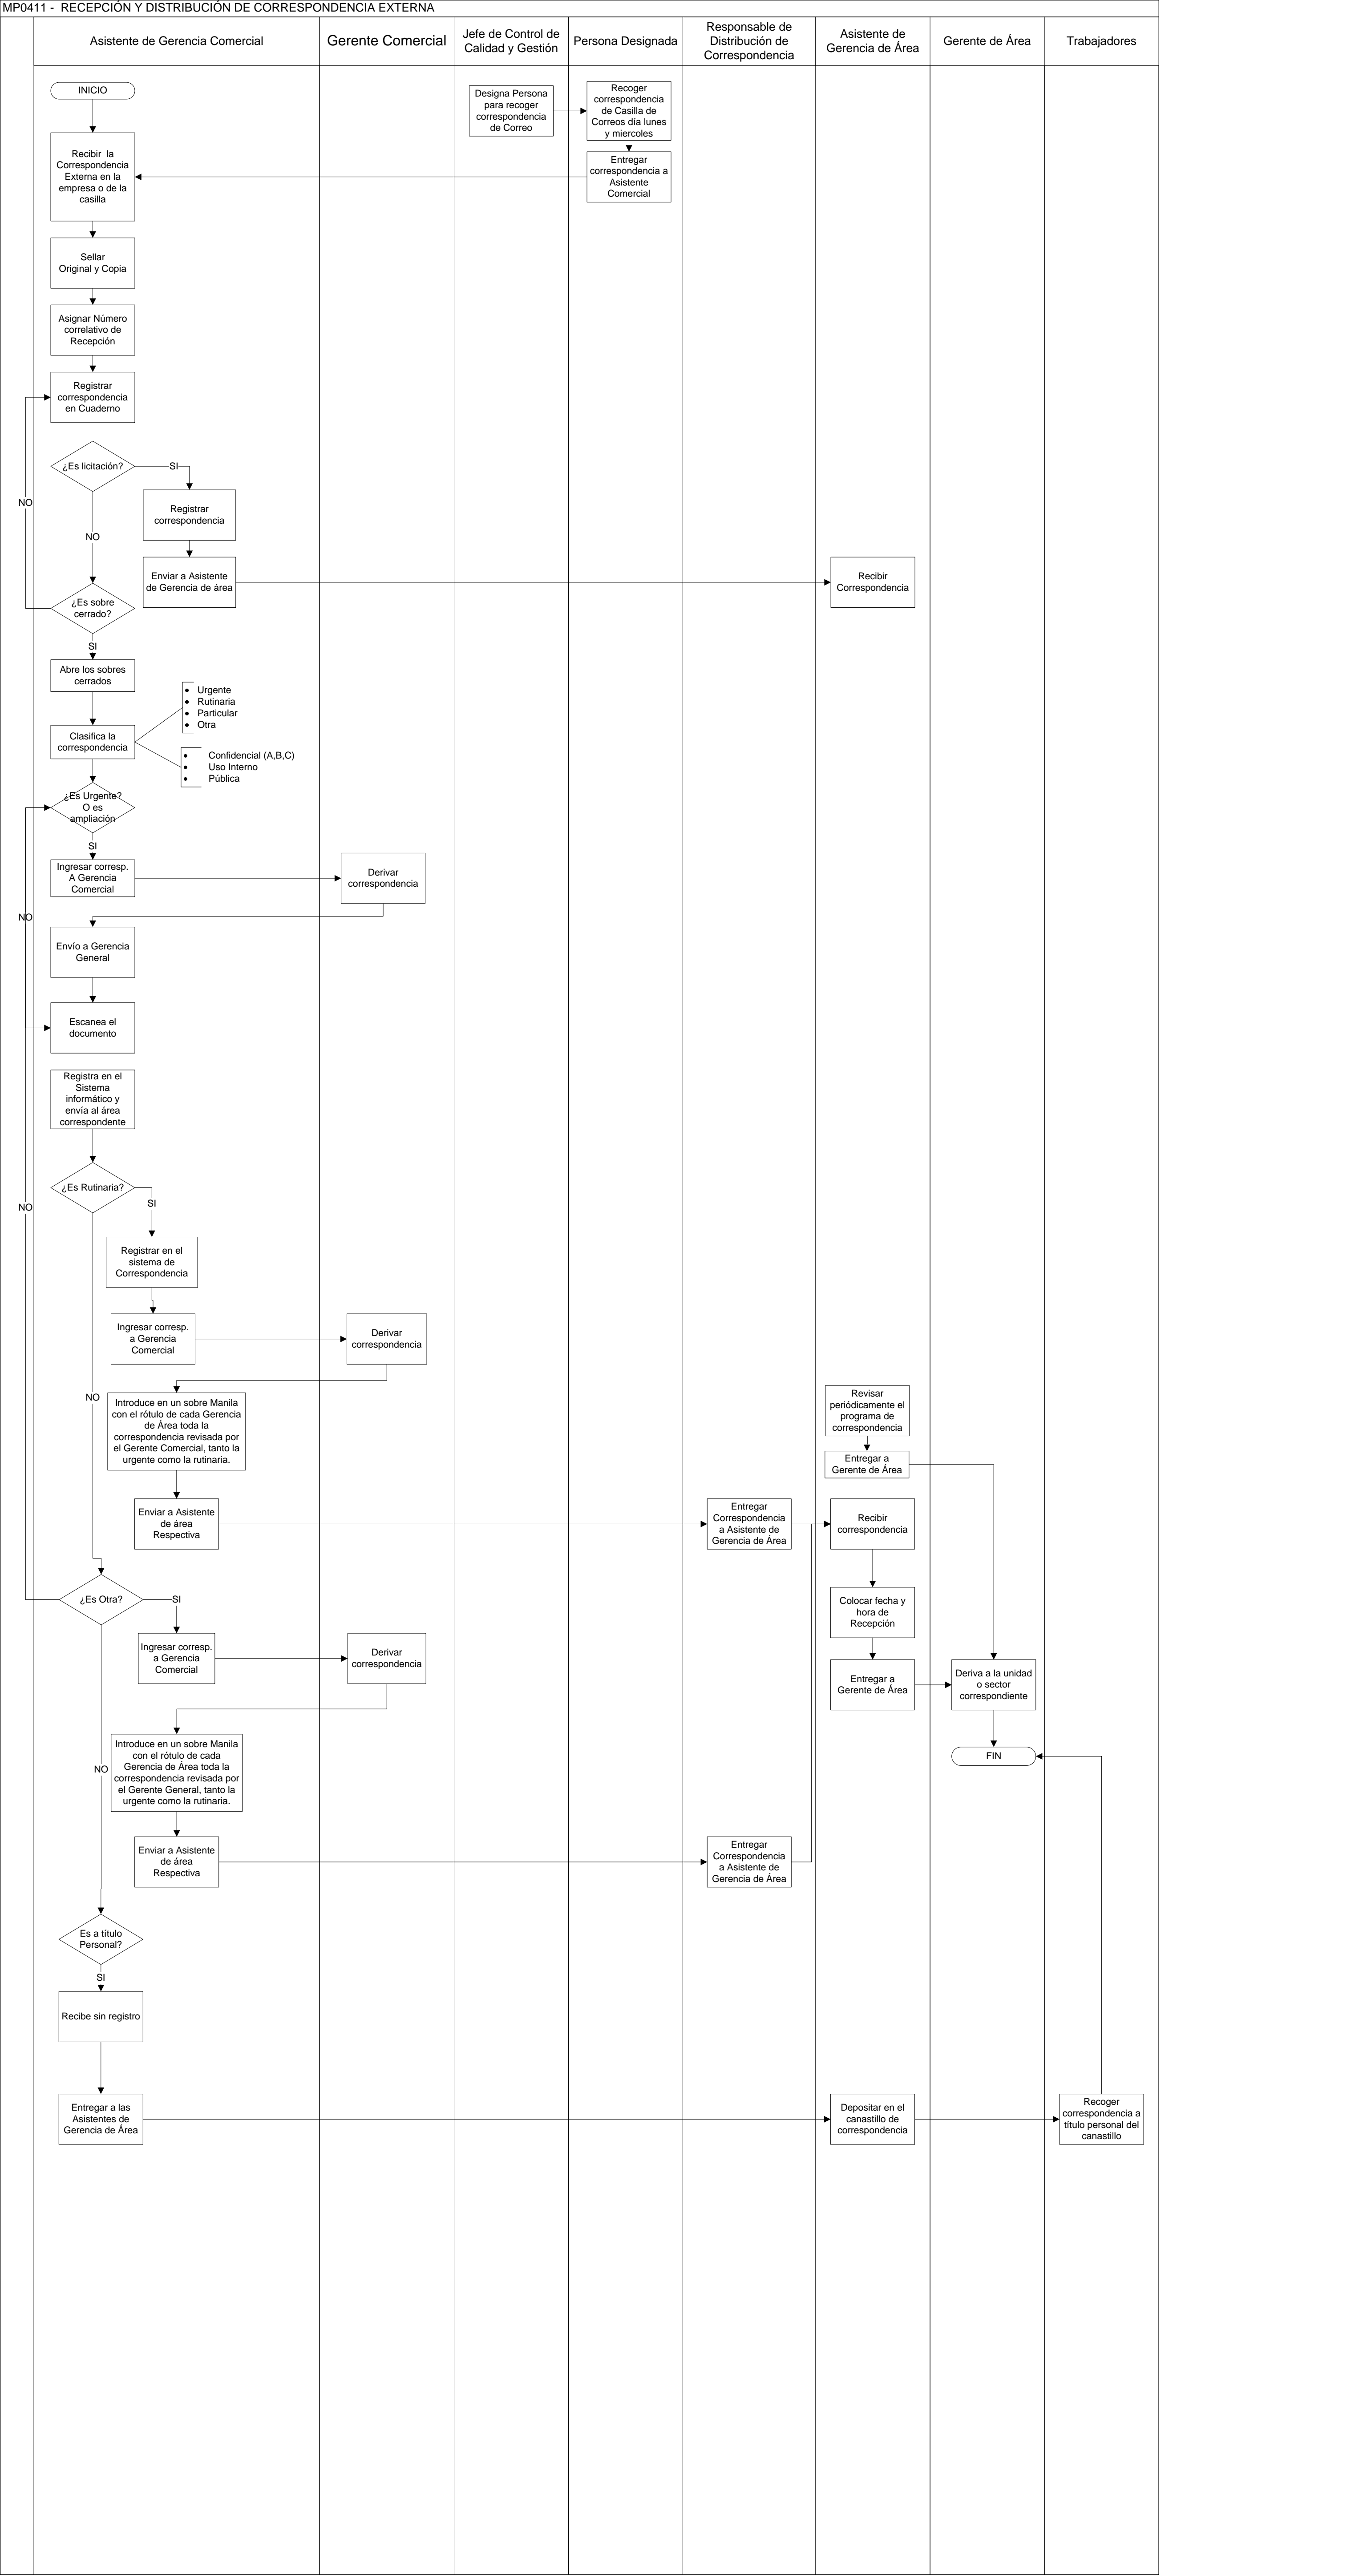 MP0411 - RECEPCIÓN Y DISTRIBUCIÓN DE CORRESPONDENCIA EXTERNA
Asistente de Gerencia Comercial
Gerente Comercial
Jefe de Control de
Calidad y Gestión
Persona Designada
Responsable de
Distribución de
Correspondencia
Asistente de
Gerencia de Área
Gerente de Área
Trabajadores
INICIO
Designa Persona
para recoger
correspondencia
de Correo
Recoger
correspondencia
de Casilla de
Correos día lunes
y miercoles
Recibir la
Correspondencia
Externa en la
empresa o de la
casilla
Entregar
correspondencia a
Asistente
Comercial
Sellar
Original y Copia
Asignar Número
correlativo de
Recepción
Registrar
correspondencia
en Cuaderno
¿Es licitación?
SI
Registrar
correspondencia
NO
NO
Enviar a Asistente
de Gerencia de área
Recibir
Correspondencia
¿Es sobre
cerrado?
SI
Abre los sobres
cerrados
• Urgente
• Rutinaria
• Particular
• Otra
Clasifica la
correspondencia
• Confidencial (A,B,C)
• Uso Interno
• Pública
¿Es Urgente?
O es
ampliación
SI
Ingresar corresp.
A Gerencia
Comercial
Derivar
correspondencia
NO
Envío a Gerencia
General
Escanea el
documento
Registra en el
Sistema
informático y
envía al área
correspondente
¿Es Rutinaria?
SI
NO
Registrar en el
sistema de
Correspondencia
Ingresar corresp.
a Gerencia
Comercial
Derivar
correspondencia
NO
Introduce en un sobre Manila
con el rótulo de cada Gerencia
de Área toda la
correspondencia revisada por
el Gerente Comercial, tanto la
urgente como la rutinaria.
Revisar
periódicamente el
programa de
correspondencia
Entregar a
Gerente de Área
Enviar a Asistente
de área
Respectiva
Entregar
Correspondencia
a Asistente de
Gerencia de Área
Recibir
correspondencia
¿Es Otra?
SI
Colocar fecha y
hora de
Recepción
Ingresar corresp.
a Gerencia
Comercial
Derivar
correspondencia
Entregar a
Gerente de Área
Deriva a la unidad
o sector
correspondiente
NO
Introduce en un sobre Manila
con el rótulo de cada
Gerencia de Área toda la
correspondencia revisada por
el Gerente General, tanto la
urgente como la rutinaria.
FIN
Enviar a Asistente
de área
Respectiva
Entregar
Correspondencia
a Asistente de
Gerencia de Área
Es a título
Personal?
SI
Recibe sin registro
Entregar a las
Asistentes de
Gerencia de Área
Depositar en el
canastillo de
correspondencia
Recoger
correspondencia a
título personal del
canastillo